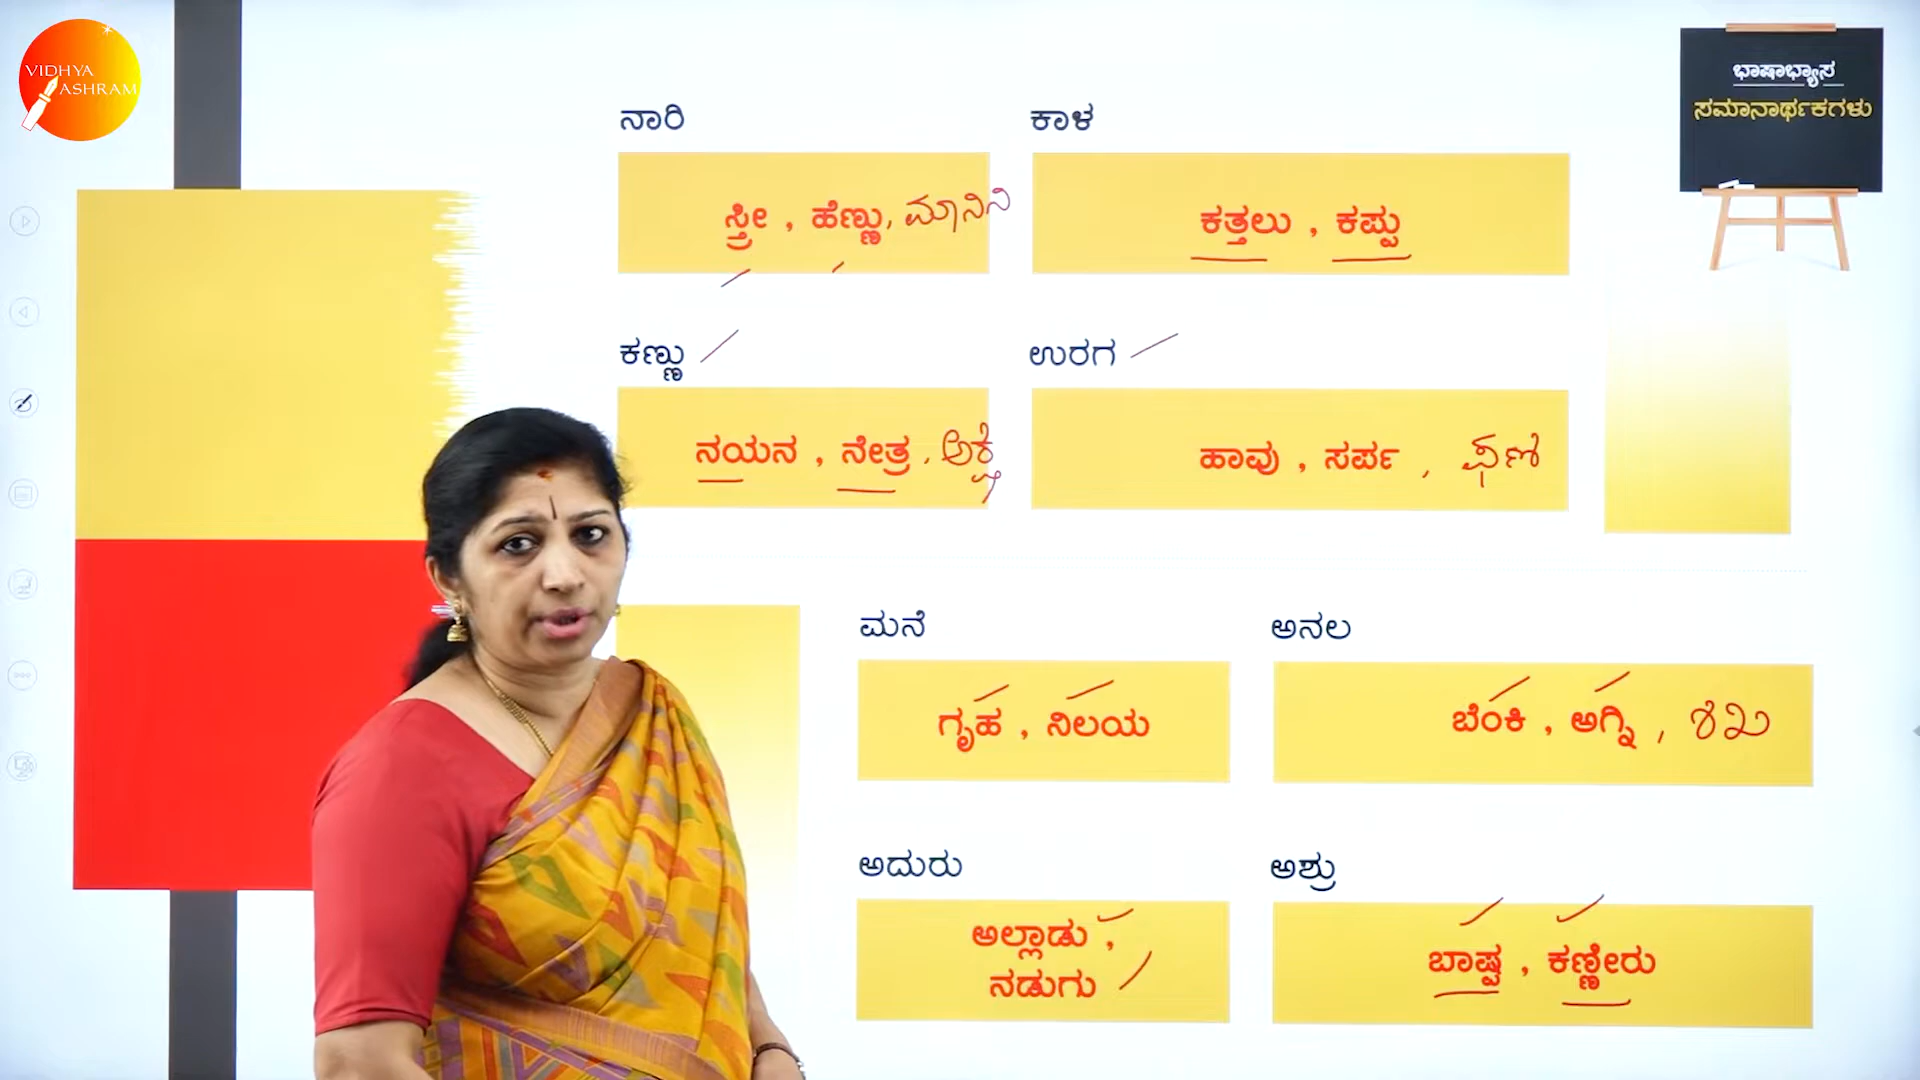 VIDHYA
ASHRAM
ಭಾಷಾಭ್ಯಾಸ
ಸಮಾನಾರ್ಥಕಗಳು
ನಾರಿ
ಸ್ತ್ರೀ , ಹೆಣ್ಣು, ಮಾನಿನಿ
ಕಾಳ
ಕತ್ತಲು , ಕಪ್ಪು
ಕಣ್ಣು
ನಯನ , ನೇತ್ರ , ಅಕ್ಷಿ
ಉರಗ
ಹಾವು , ಸರ್ಪ , ಫಣಿ
ಮನೆ
ಗೃಹ , ನಿಲಯ
ಅನಲ
ಬೆಂಕಿ , ಅಗ್ನಿ , ಶಿಖಿ
ಅದುರು
ಅಲ್ಲಾಡು ,
ನಡುಗು
ಅಶ್ರು
ಬಾಷ್ಪ , ಕಣ್ಣೀರು